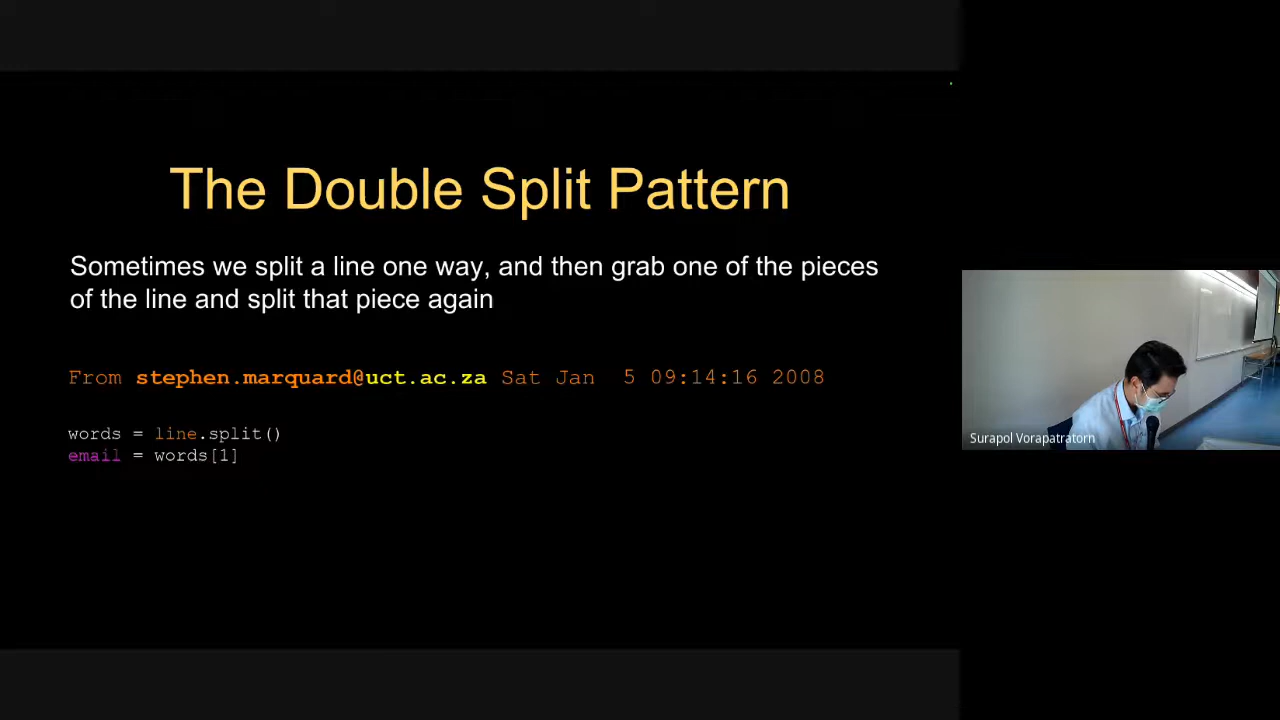 The Double Split Pattern
Sometimes we split a line one way, and then grab one of the pieces
of the line and split that piece again
From stephen.marquard@uct.ac.za Sat Jan  5 09:14:16 2008
words = line.split()
email = words[1]
Surapol Vorapatratorn